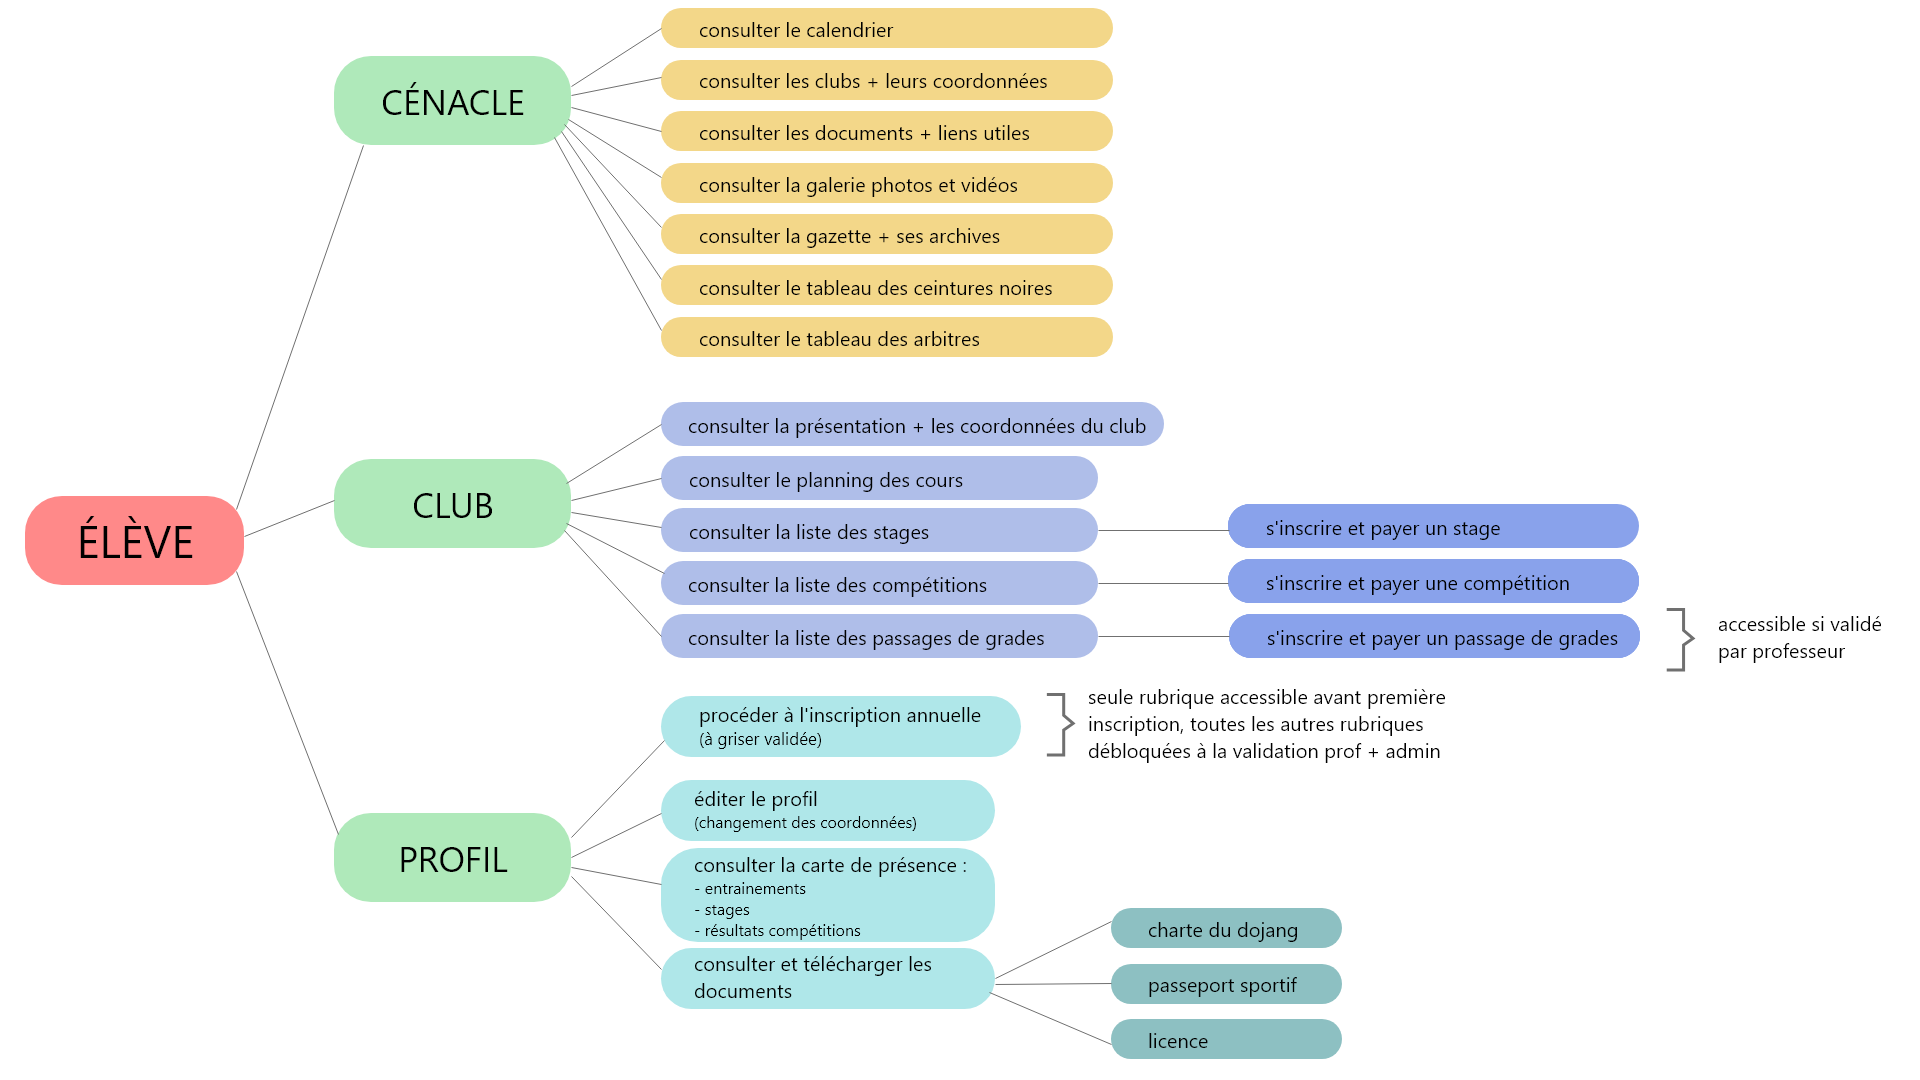 consulter le calendrier
consulter les clubs + leurs coordonnées
CÉNACLE
consulter les documents + liens utiles
consulter la galerie photos et vidéos
consulter la gazette + ses archives
consulter le tableau des ceintures noires
consulter le tableau des arbitres
ÉLÈVE
CLUB
consulter la présentation + les coordonnées du club
consulter le planning des cours
consulter la liste des stages
s'inscrire et payer un stage
consulter la liste des compétitions
s'inscrire et payer une compétition
consulter la liste des passages de grades
s'inscrire et payer un passage de grades
accessible si validé
par professeur
PROFIL
procéder à l'inscription annuelle
(à griser validée)
seule rubrique accessible avant première
inscription, toutes les autres rubriques
débloquées à la validation prof + admin
éditer le profil
(changement des coordonnées)
consulter la carte de présence :
- entrainements
- stages
- résultats compétitions
consulter et télécharger les
documents
charte du dojang
passeport sportif
licence